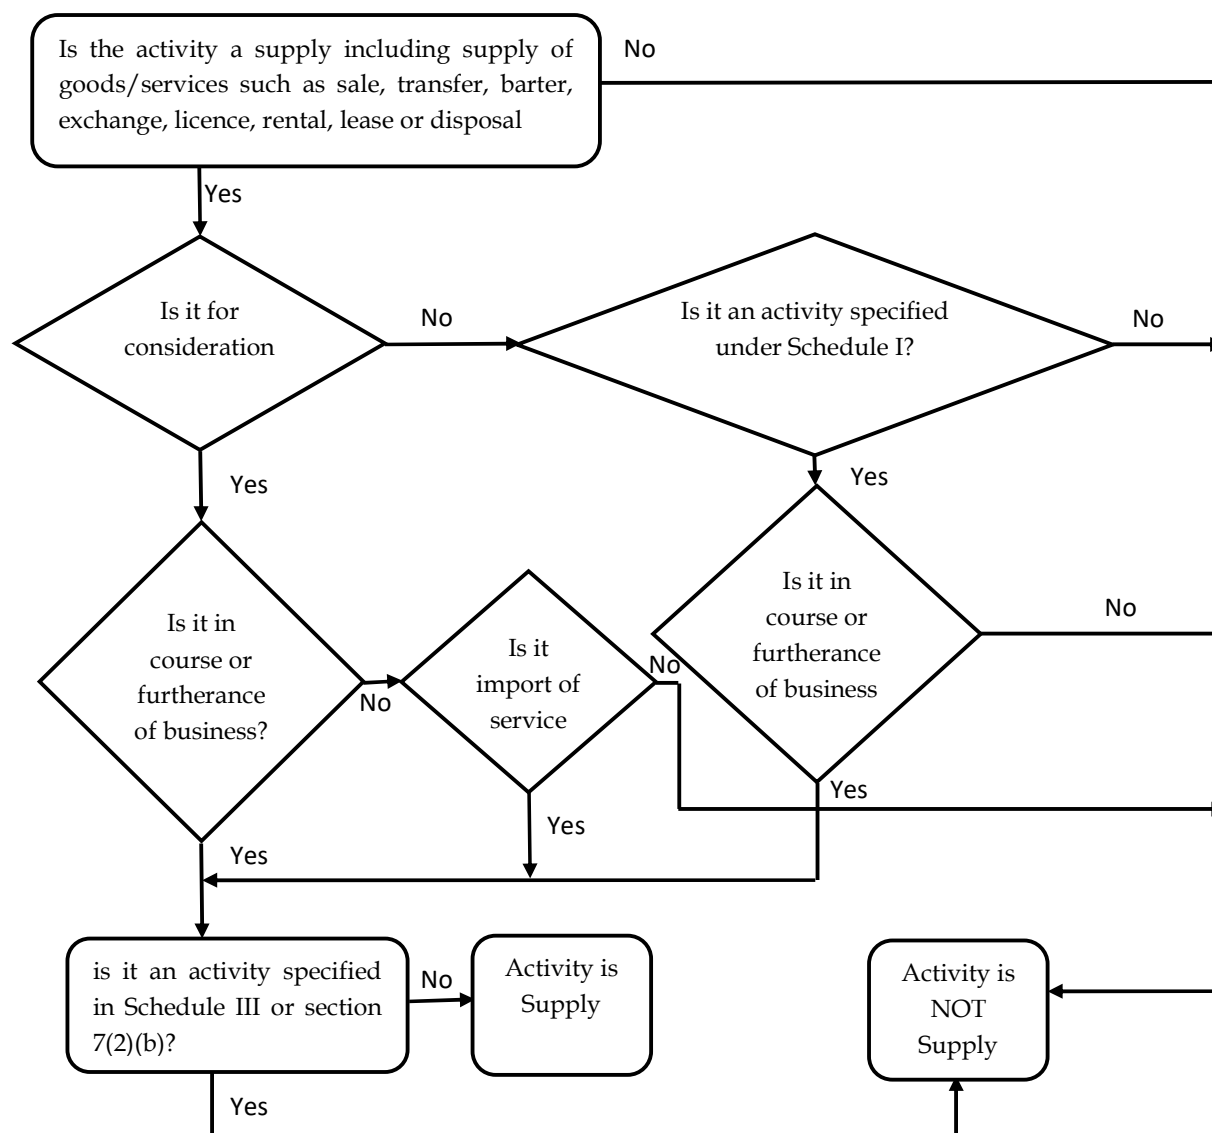 Is the activity a supply including supply of
goods/services such as sale, transfer, barter,
exchange, licence, rental, lease or disposal
No
Yes
Is it for
consideration
No
Is it an activity specified
under Schedule I?
No
Yes
Yes
Is it in
course or
furtherance
of business?
No
Is it
import of
service
No
Is it in
course or
furtherance
of business
No
Yes
Yes
Yes
is it an activity specified
in Schedule III or section
7(2)(b)?
No
Activity is
Supply
Activity is
NOT
Supply
Yes